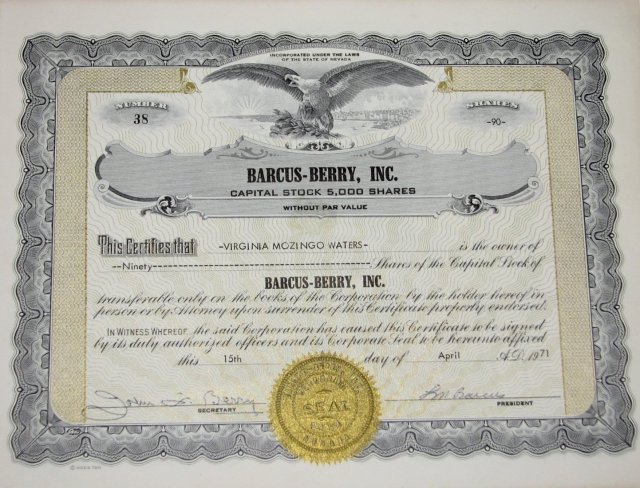 INCORPORATED UNDER THE LAWS
OF THE STATE OF NEVADA
NUMBER
38
SHARES
-90-
BARCUS-BERRY, INC.
CAPITAL STOCK 5,000 SHARES
WITHOUT PAR VALUE
This Certifies that -VIRGINIA MOZINGO WATERS- is the owner of
--Ninety-- Shares of the Capital Stock of
BARCUS-BERRY, INC.
transferable only on the books of the Corporation by the holder hereof in
person or by Attorney upon surrender of this Certificate properly endorsed.
IN WITNESS WHEREOF, the said Corporation has caused this Certificate to be signed
by its duly authorized officers and its Corporate Seal to be hereunto affixed
this 15th day of April A.D. 1971
John Berry
SECRETARY
Barcus
PRESIDENT
SEAL
NEVADA